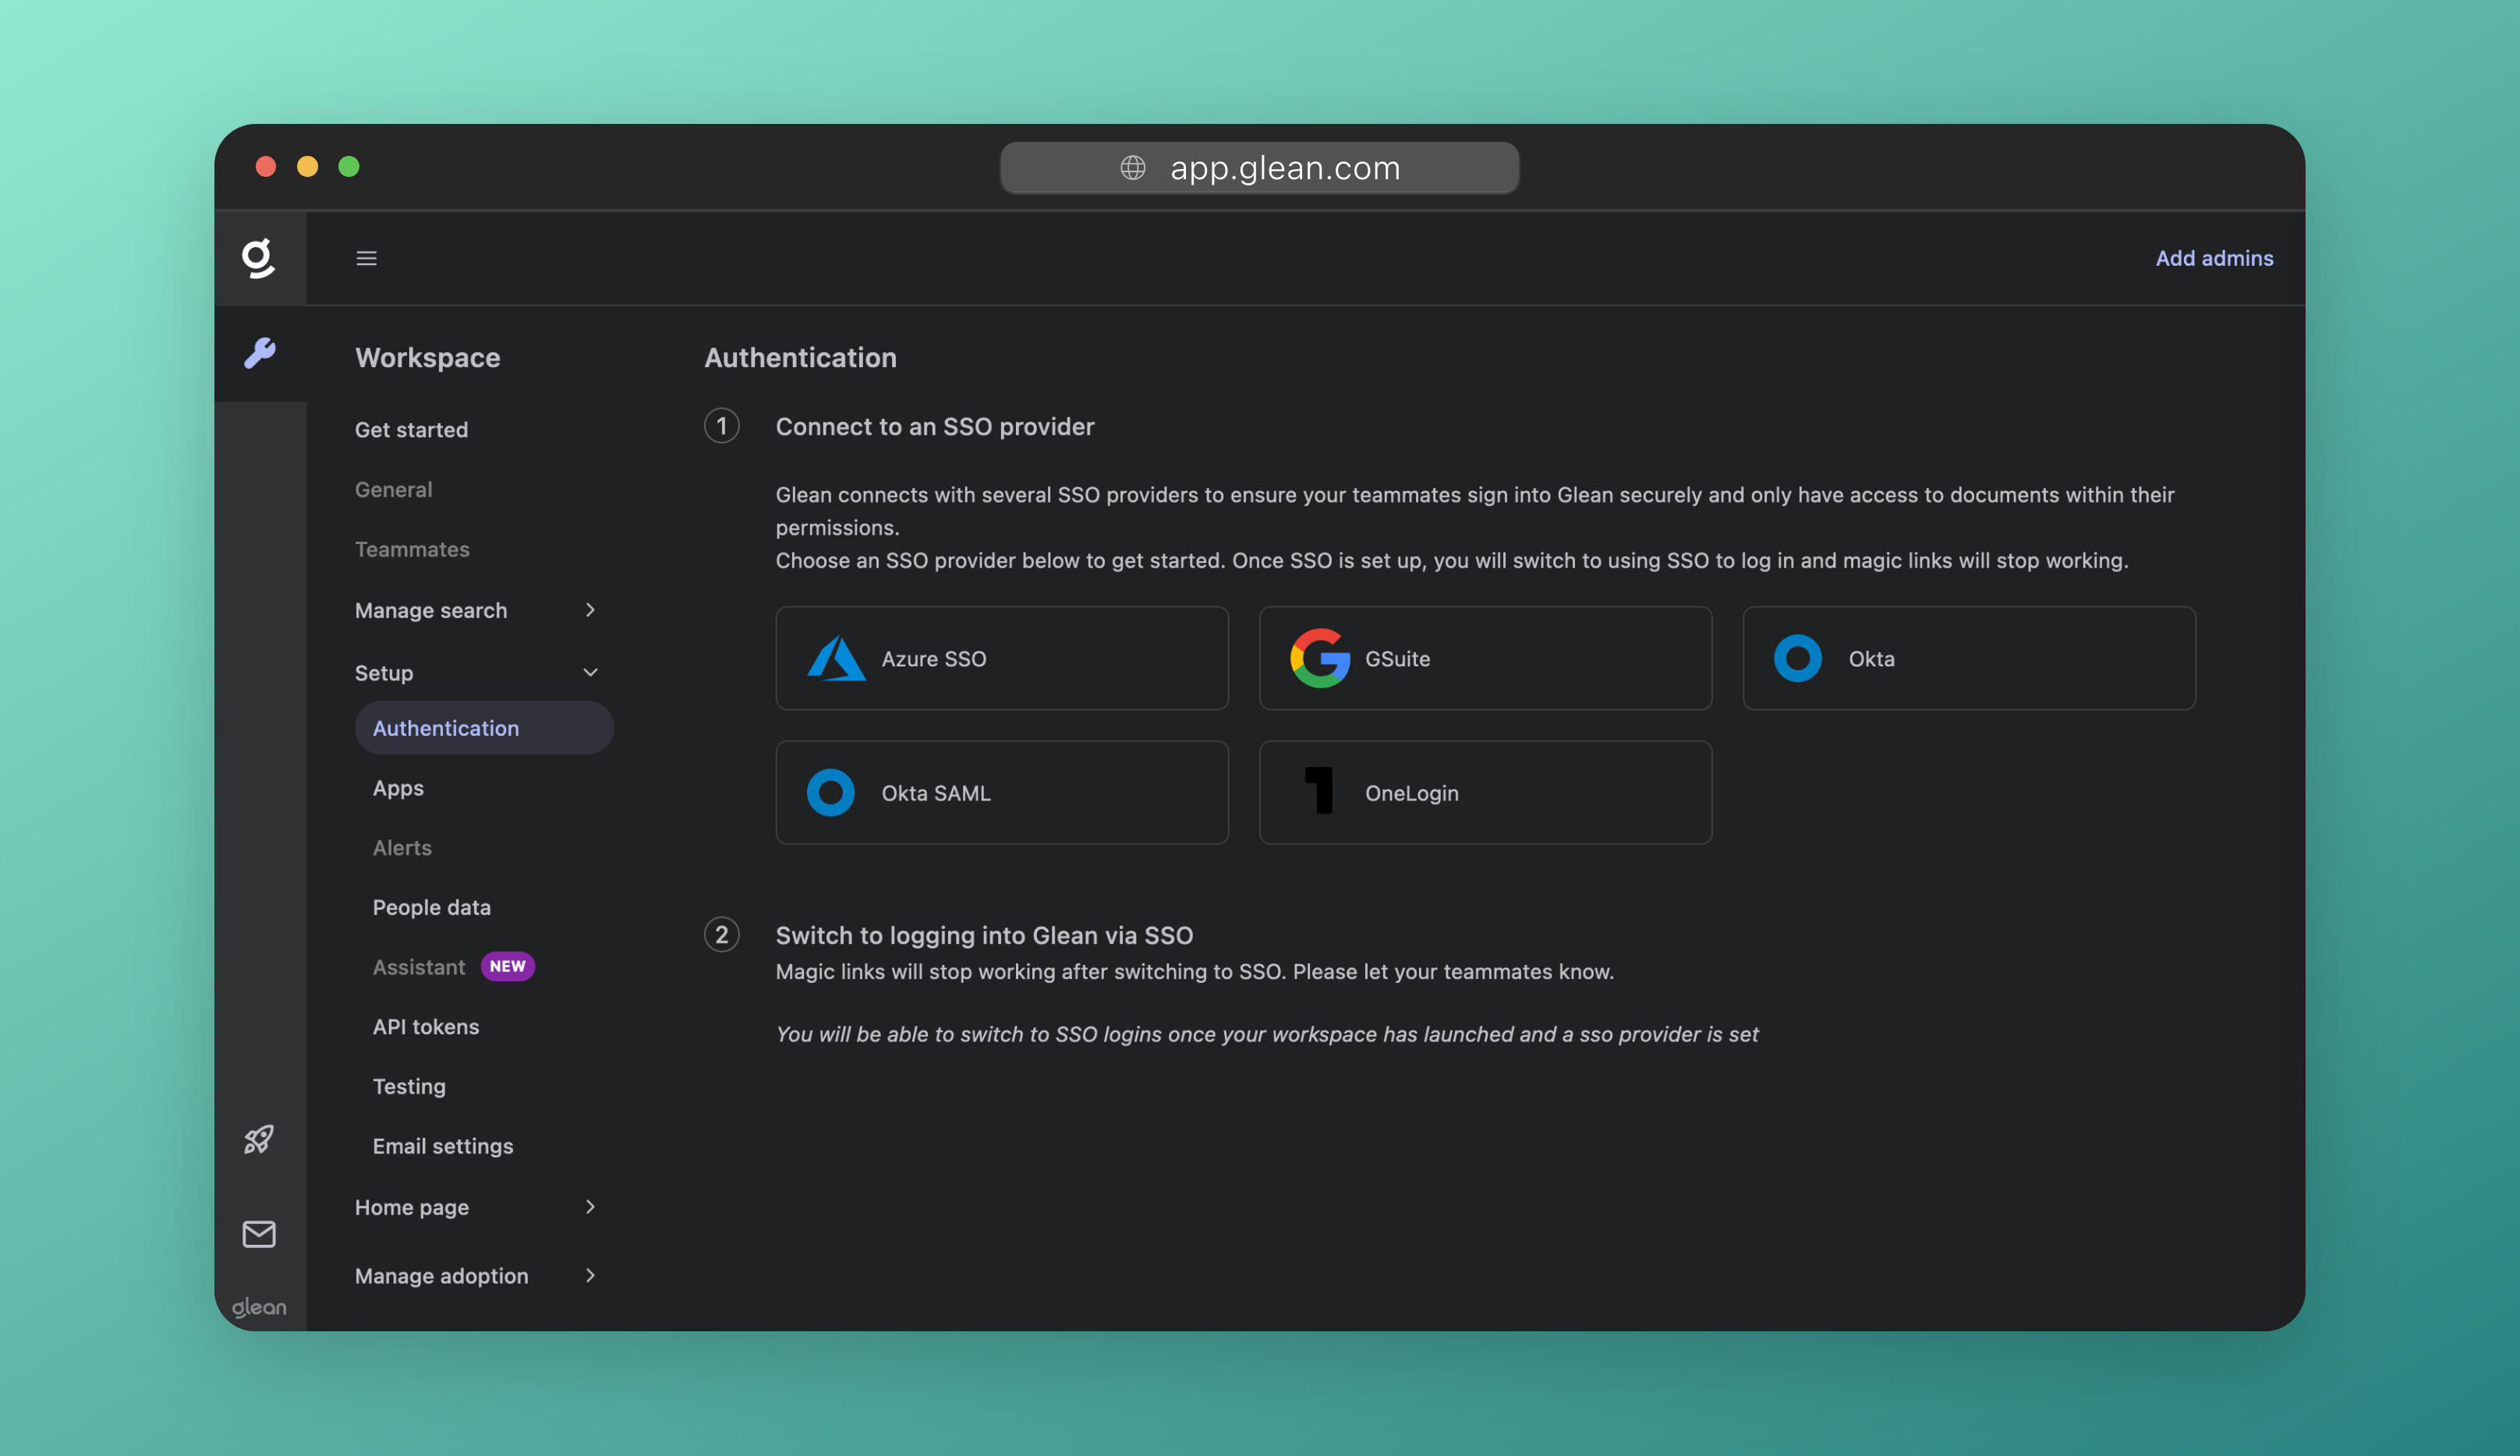 app.glean.com
g
Add admins
Workspace
Get started
General
Teammates
Manage search
Setup
Authentication
Apps
Alerts
People data
Assistant NEW
API tokens
Testing
Email settings
Home page
Manage adoption
glean
Authentication
1 Connect to an SSO provider
Glean connects with several SSO providers to ensure your teammates sign into Glean securely and only have access to documents within their
permissions.
Choose an SSO provider below to get started. Once SSO is set up, you will switch to using SSO to log in and magic links will stop working.
Azure SSO
GSuite
Okta
Okta SAML
1 OneLogin
2 Switch to logging into Glean via SSO
Magic links will stop working after switching to SSO. Please let your teammates know.
You will be able to switch to SSO logins once your workspace has launched and a sso provider is set